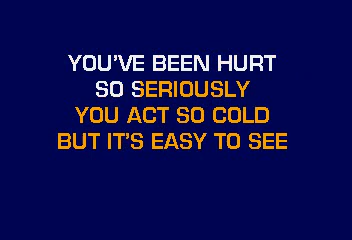 YOU'VE BEEN HURT
SO SERIOUSLY
YOU ACT SO COLD
BUT IT'S EASY TO SEE